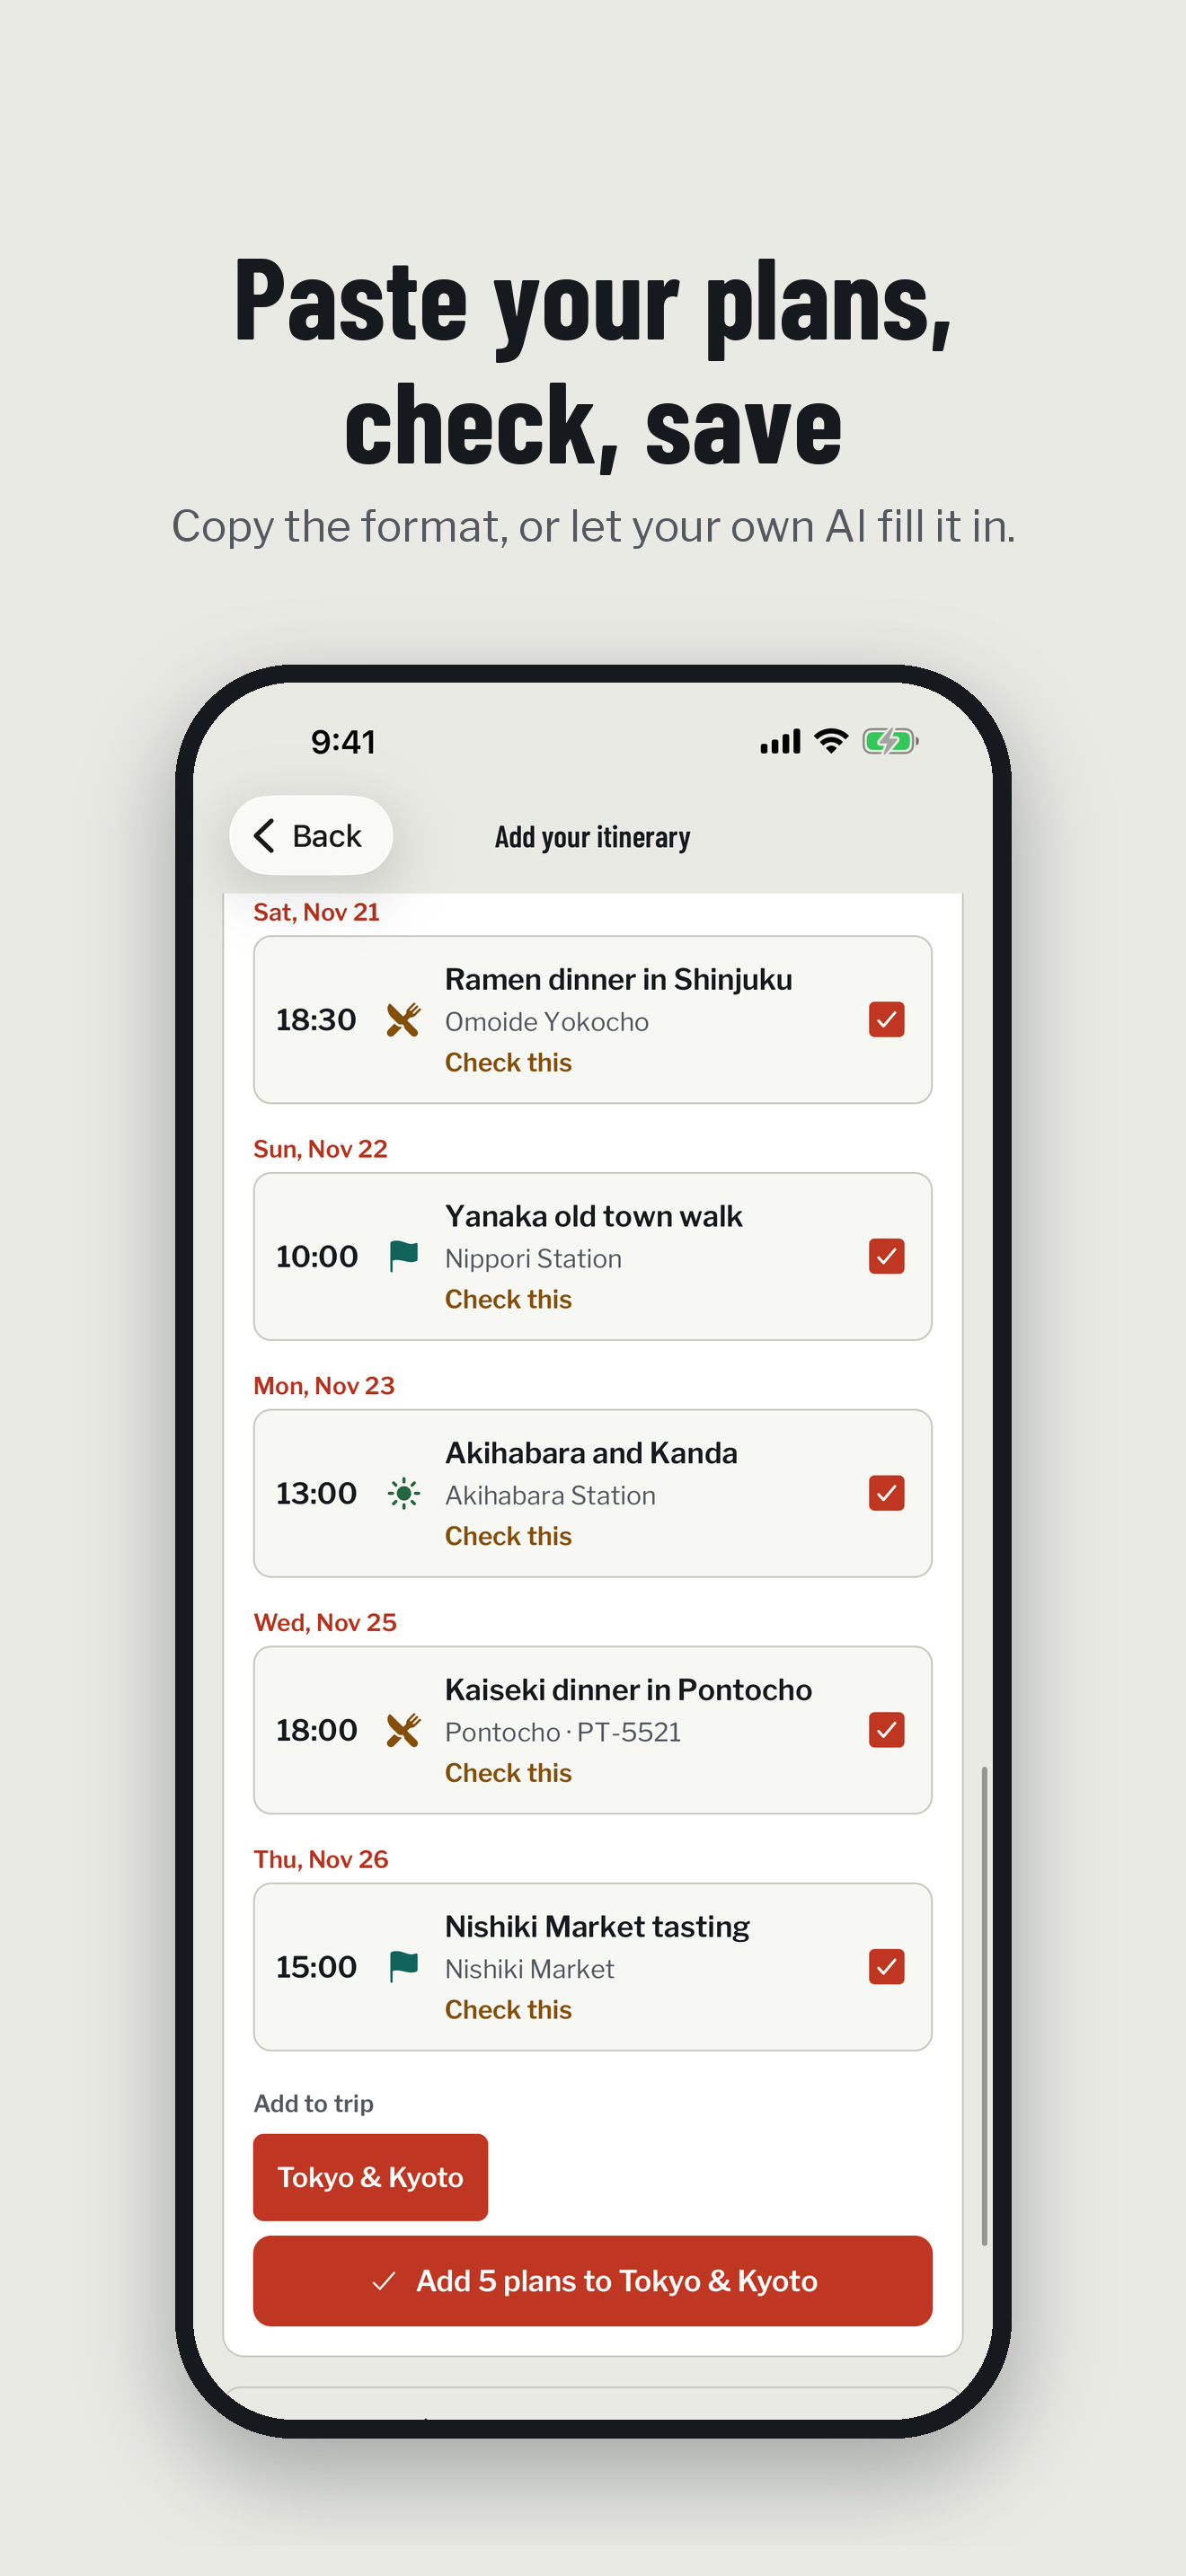 Paste your plans,
check, save
Copy the format, or let your own AI fill it in.
9:41
Back
Add your itinerary
Sat, Nov 21
18:30
Ramen dinner in Shinjuku
Omoide Yokocho
Check this
Sun, Nov 22
10:00
Yanaka old town walk
Nippori Station
Check this
Mon, Nov 23
13:00
Akihabara and Kanda
Akihabara Station
Check this
Wed, Nov 25
18:00
Kaiseki dinner in Pontocho
Pontocho · PT-5521
Check this
Thu, Nov 26
15:00
Nishiki Market tasting
Nishiki Market
Check this
Add to trip
Tokyo & Kyoto
Add 5 plans to Tokyo & Kyoto